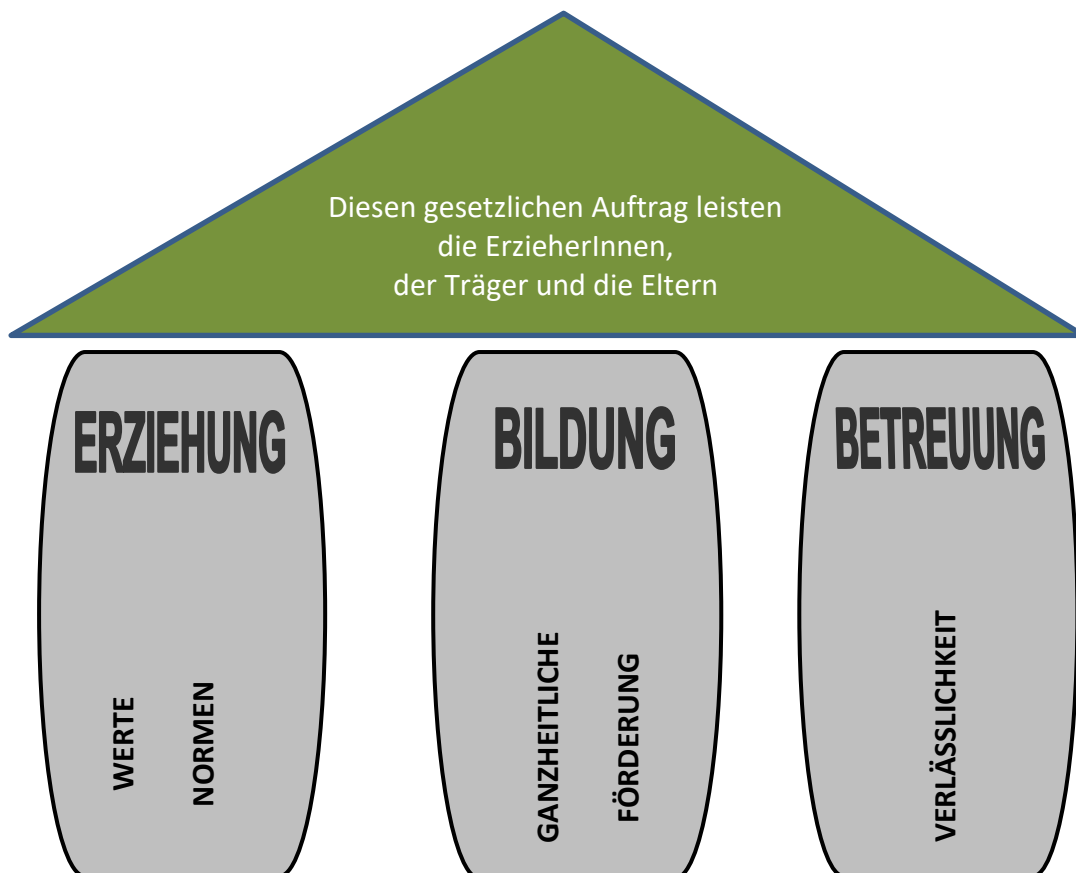 Diesen gesetzlichen Auftrag leisten
die ErzieherInnen,
der Träger und die Eltern
ERZIEHUNG
WERTE
NORMEN
BILDUNG
GANZHEITLICHE
FÖRDERUNG
BETREUUNG
VERLÄSSLICHKEIT